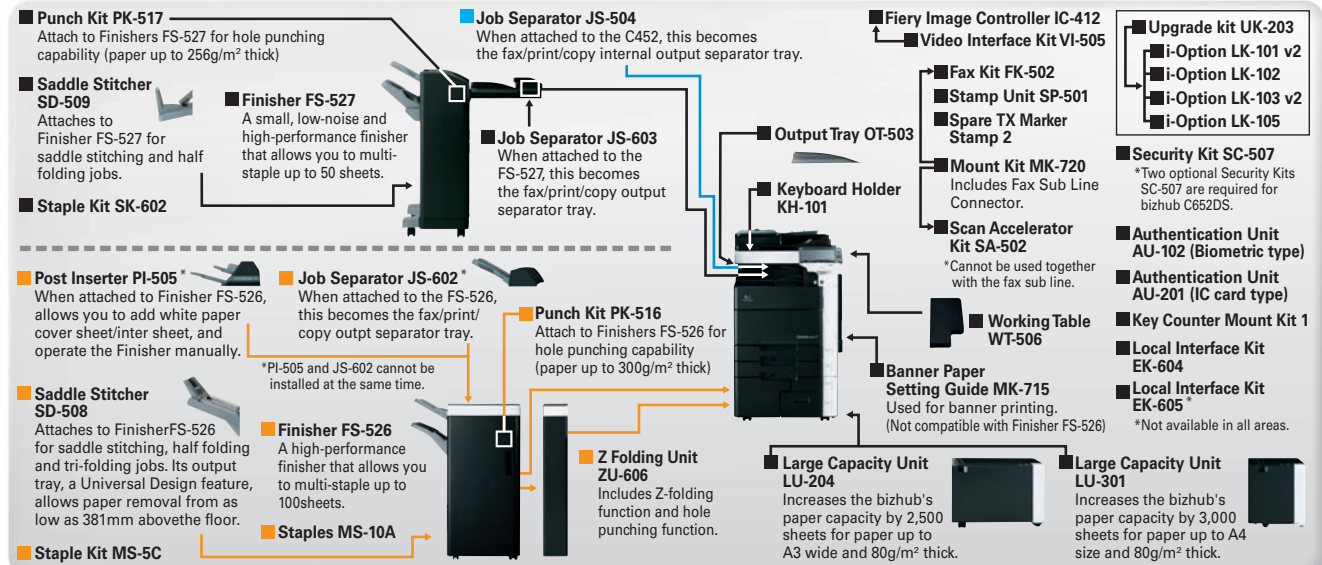 Punch Kit PK-517
Attach to Finishers FS-527 for hole punching
capability (paper up to 256g/m² thick)
Saddle Stitcher
SD-509
Attaches to
Finisher FS-527 for
saddle stitching and half
folding jobs.
Finisher FS-527
A small, low-noise and
high-performance finisher
that allows you to multi-
staple up to 50 sheets.
Staple Kit SK-602
Job Separator JS-504
When attached to the C452, this becomes
the fax/print/copy internal output separator tray.
Job Separator JS-603
When attached to the
FS-527, this becomes
the fax/print/copy output
separator tray.
Output Tray OT-503
Keyboard Holder
KH-101
Fiery Image Controller IC-412
Video Interface Kit VI-505
Fax Kit FK-502
Stamp Unit SP-501
Spare TX Marker
Stamp 2
Mount Kit MK-720
Includes Fax Sub Line
Connector.
Scan Accelerator
Kit SA-502
*Cannot be used together
with the fax sub line.
Working Table
WT-506
Banner Paper
Setting Guide MK-715
Used for banner printing.
(Not compatible with Finisher FS-526)
Upgrade kit UK-203
i-Option LK-101 v2
i-Option LK-102
i-Option LK-103 v2
i-Option LK-105
Security Kit SC-507
*Two optional Security Kits
SC-507 are required for
bizhub C652DS.
Authentication Unit
AU-102 (Biometric type)
Authentication Unit
AU-201 (IC card type)
Key Counter Mount Kit 1
Local Interface Kit
EK-604
Local Interface Kit
EK-605*
*Not available in all areas.
Post Inserter PI-505*
When attached to Finisher FS-526,
allows you to add white paper
cover sheet/inter sheet, and
operate the Finisher manually.
Job Separator JS-602*
When attached to the FS-526,
this becomes the fax/print/
copy outpt separator tray.
*PI-505 and JS-602 cannot be
installed at the same time.
Punch Kit PK-516
Attach to Finishers FS-526 for
hole punching capability
(paper up to 300g/m² thick)
Saddle Stitcher
SD-508
Attaches to FinisherFS-526
for saddle stitching, half folding
and tri-folding jobs. Its output
tray, a Universal Design feature,
allows paper removal from as
low as 381mm abovethe floor.
Staple Kit MS-5C
Finisher FS-526
A high-performance
finisher that allows you
to multi-staple up to
100sheets.
Staples MS-10A
Z Folding Unit
ZU-606
Includes Z-folding
function and hole
punching function.
Large Capacity Unit
LU-204
Increases the bizhub's
paper capacity by 2,500
sheets for paper up to
A3 wide and 80g/m² thick.
Large Capacity Unit
LU-301
Increases the bizhub's
paper capacity by 3,000
sheets for paper up to A4
size and 80g/m² thick.